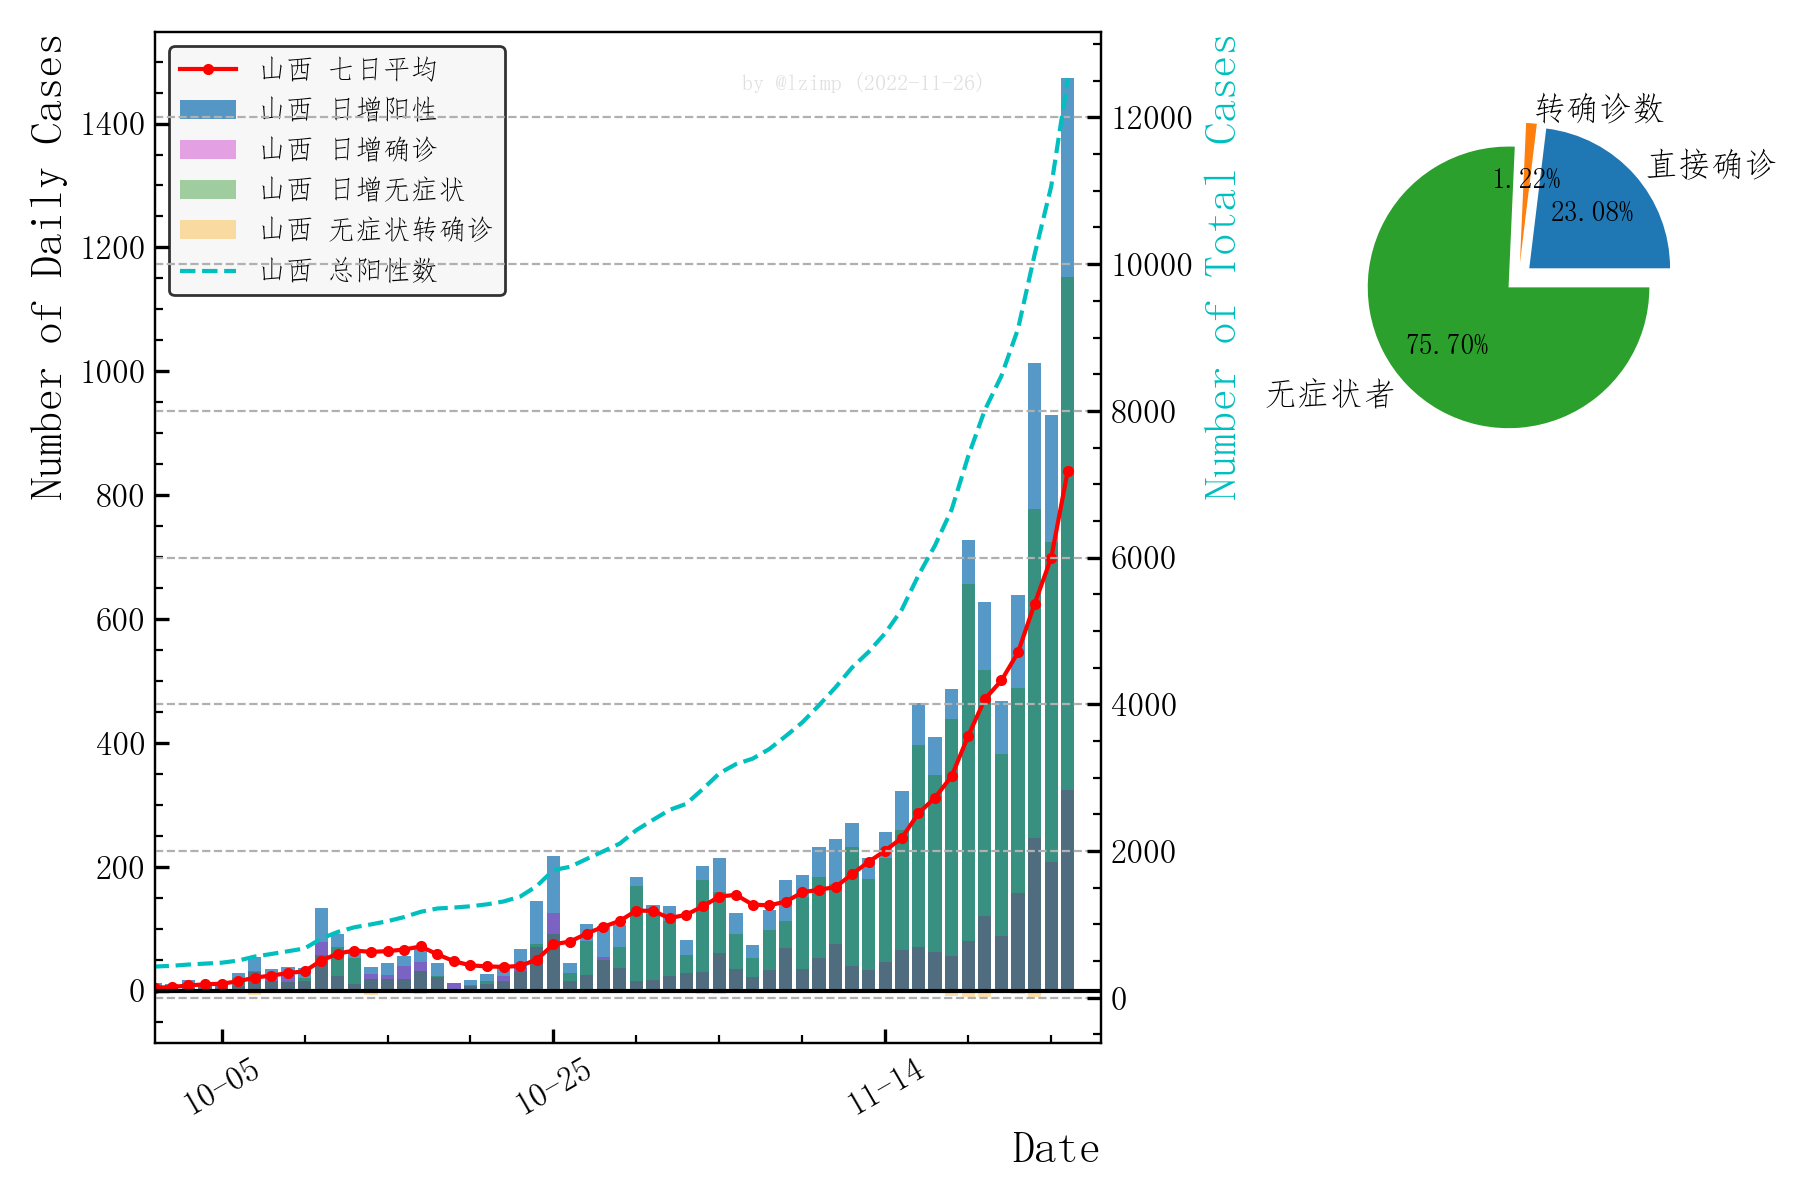 by @lzimp (2022-11-26)
山西 七日平均
山西 日增阳性
山西 日增确诊
山西 日增无症状
山西 无症状转确诊
山西 总阳性数
Number of Daily Cases
1400
1200
1000
800
600
400
200
0
12000
10000
8000
6000
4000
2000
0
Number of Total Cases
10-05
10-25
11-14
Date
转确诊数
直接确诊
1.22%
23.08%
75.70%
无症状者